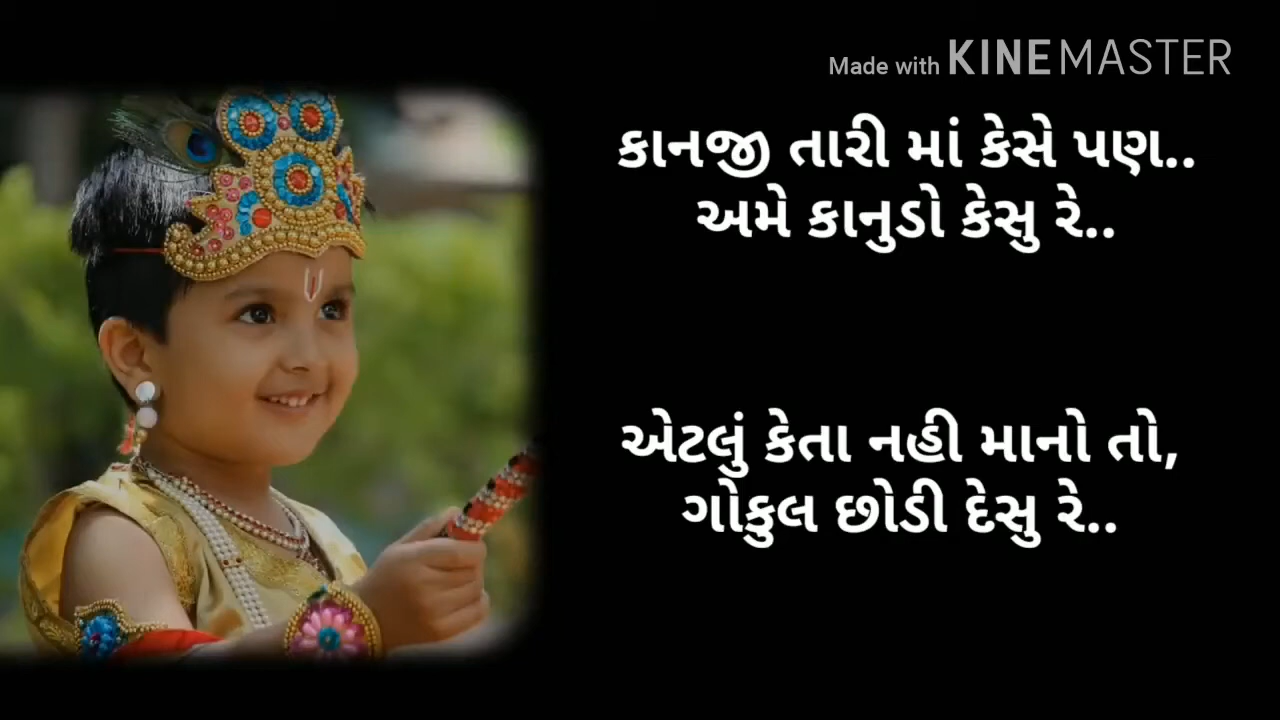 Made with KINEMASTER
કાનજી તારી માં કેસે પણ..
અમે કાનુડો કેસુ રે..
એટલું કેતા નહી માનો તો,
ગોકુલ છોડી દેસુ રે..